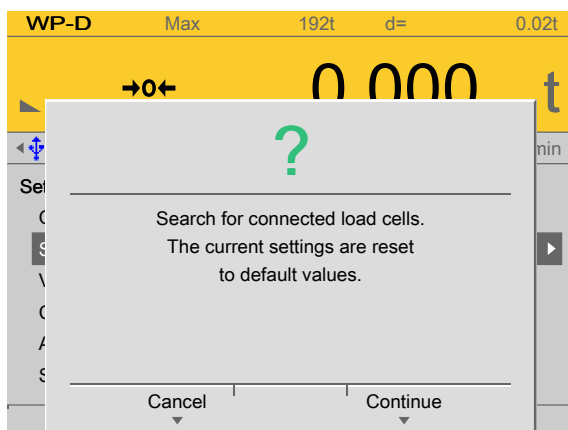 WP-D Max 192t d= 0.02t
→0← 0.000 t
?
Search for connected load cells.
The current settings are reset
to default values.
Cancel Continue